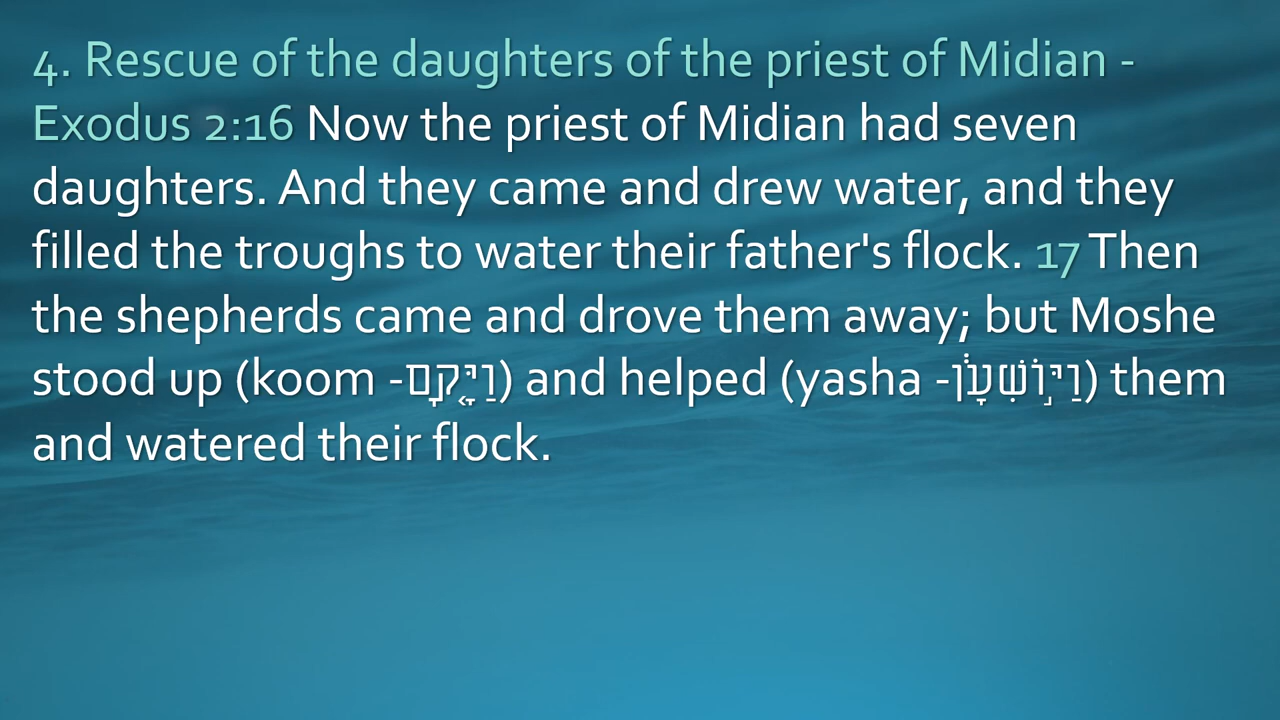 4. Rescue of the daughters of the priest of Midian -
Exodus 2:16 Now the priest of Midian had seven
daughters. And they came and drew water, and they
filled the troughs to water their father's flock. 17 Then
the shepherds came and drove them away; but Moshe
stood up (koom -וַיָּ֤קָם) and helped (yasha -וַיּ֣וֹשִׁעָ֔ן) them
and watered their flock.